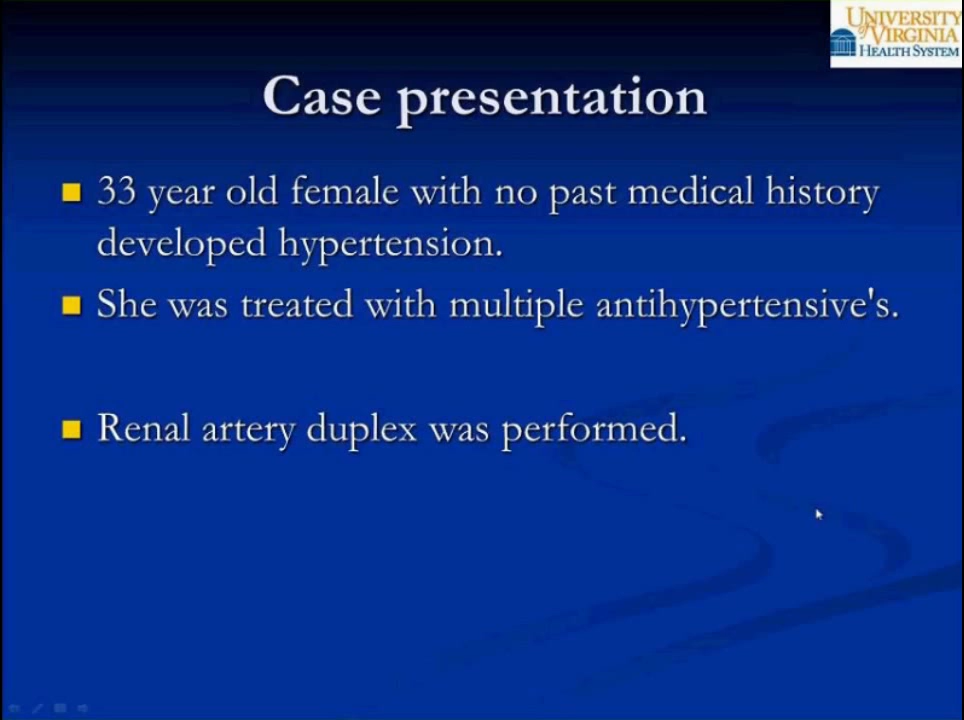 UNIVERSITY
of VIRGINIA
HEALTH SYSTEM
Case presentation
33 year old female with no past medical history
developed hypertension.
She was treated with multiple antihypertensive's.
Renal artery duplex was performed.